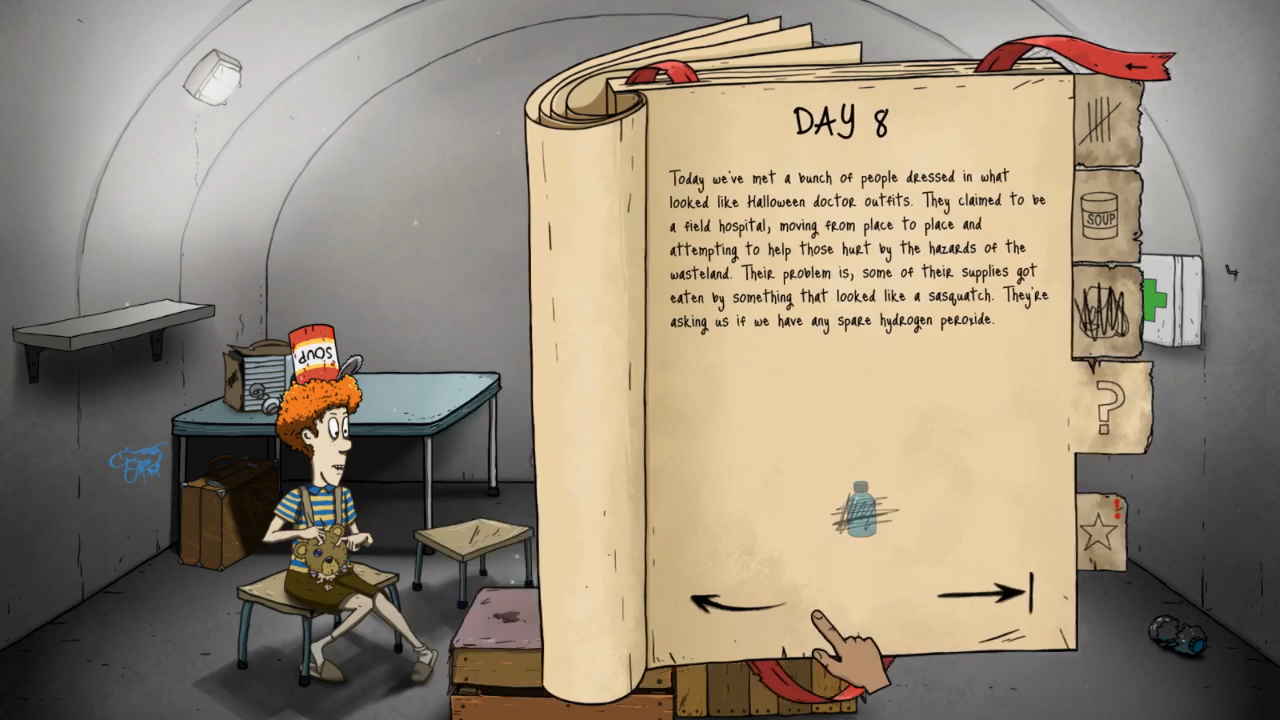 DAY 8
Today we've met a bunch of people dressed in what
looked like Halloween doctor outfits. They claimed to be
a field hospital, moving from place to place and
attempting to help those hurt by the hazards of the
wasteland. Their problem is, some of their supplies got
eaten by something that looked like a sasquatch. They're
asking us if we have any spare hydrogen peroxide.
SOUP
?
!
SOUP